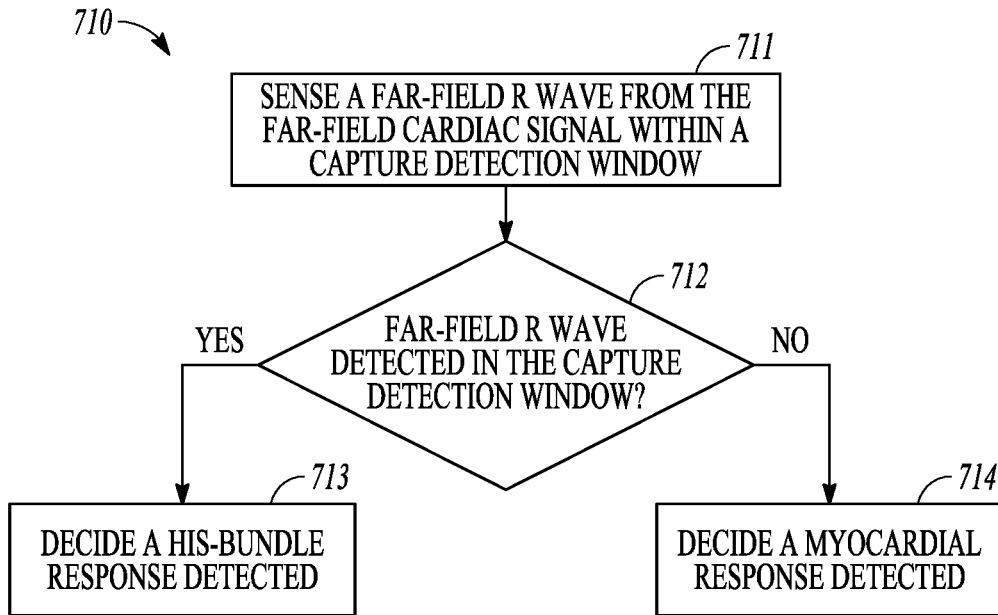 710
711
SENSE A FAR-FIELD R WAVE FROM THE
FAR-FIELD CARDIAC SIGNAL WITHIN A
CAPTURE DETECTION WINDOW
712
FAR-FIELD R WAVE
DETECTED IN THE CAPTURE
DETECTION WINDOW?
YES
NO
713
DECIDE A HIS-BUNDLE
RESPONSE DETECTED
714
DECIDE A MYOCARDIAL
RESPONSE DETECTED